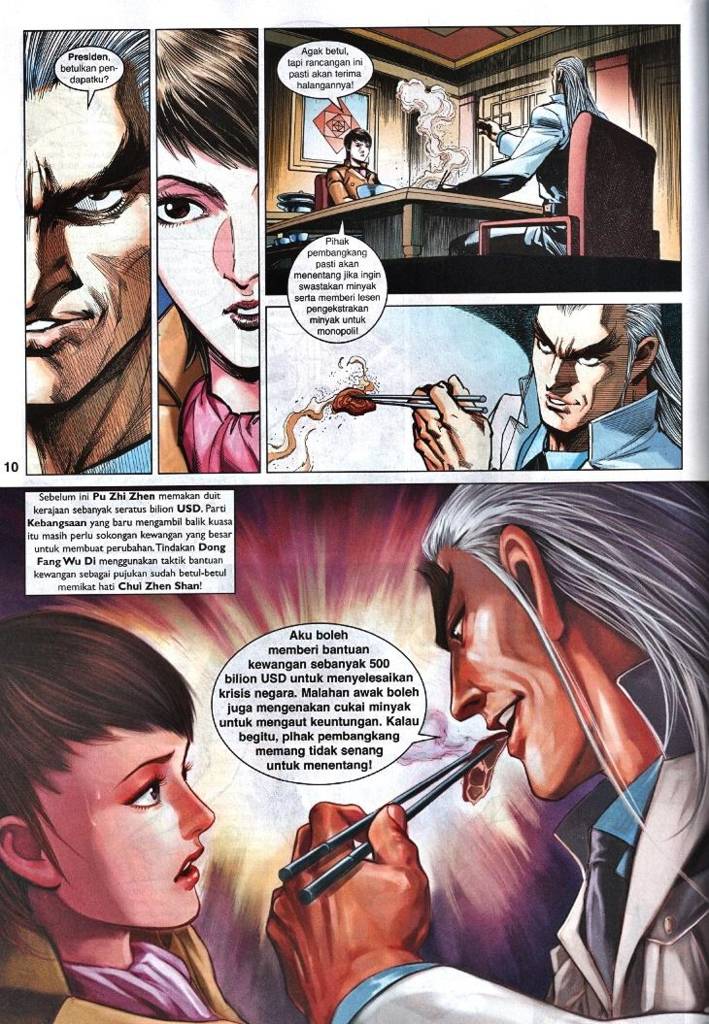 Presiden,
betulkan pen-
dapatku?
Agak betul,
tapi rancangan ini
pasti akan terima
halangannya!
Pihak
pembangkang
pasti akan
menentang jika ingin
swastakan minyak
serta memberi lesen
pengekstrakan
minyak untuk
monopoli!
10
Sebelum ini Pu Zhi Zhen memakan duit
kerajaan sebanyak seratus bilion USD. Parti
Kebangsaan yang baru mengambil balik kuasa
itu masih perlu sokongan kewangan yang besar
untuk membuat perubahan. Tindakan Dong
Fang Wu Di menggunakan taktik bantuan
kewangan sebagai pujukan sudah betul-betul
memikat hati Chui Zhen Shan!
Aku boleh
memberi bantuan
kewangan sebanyak 500
bilion USD untuk menyelesaikan
krisis negara. Malahan awak boleh
juga mengenakan cukai minyak
untuk mengaut keuntungan. Kalau
begitu, pihak pembangkang
memang tidak senang
untuk menentang!